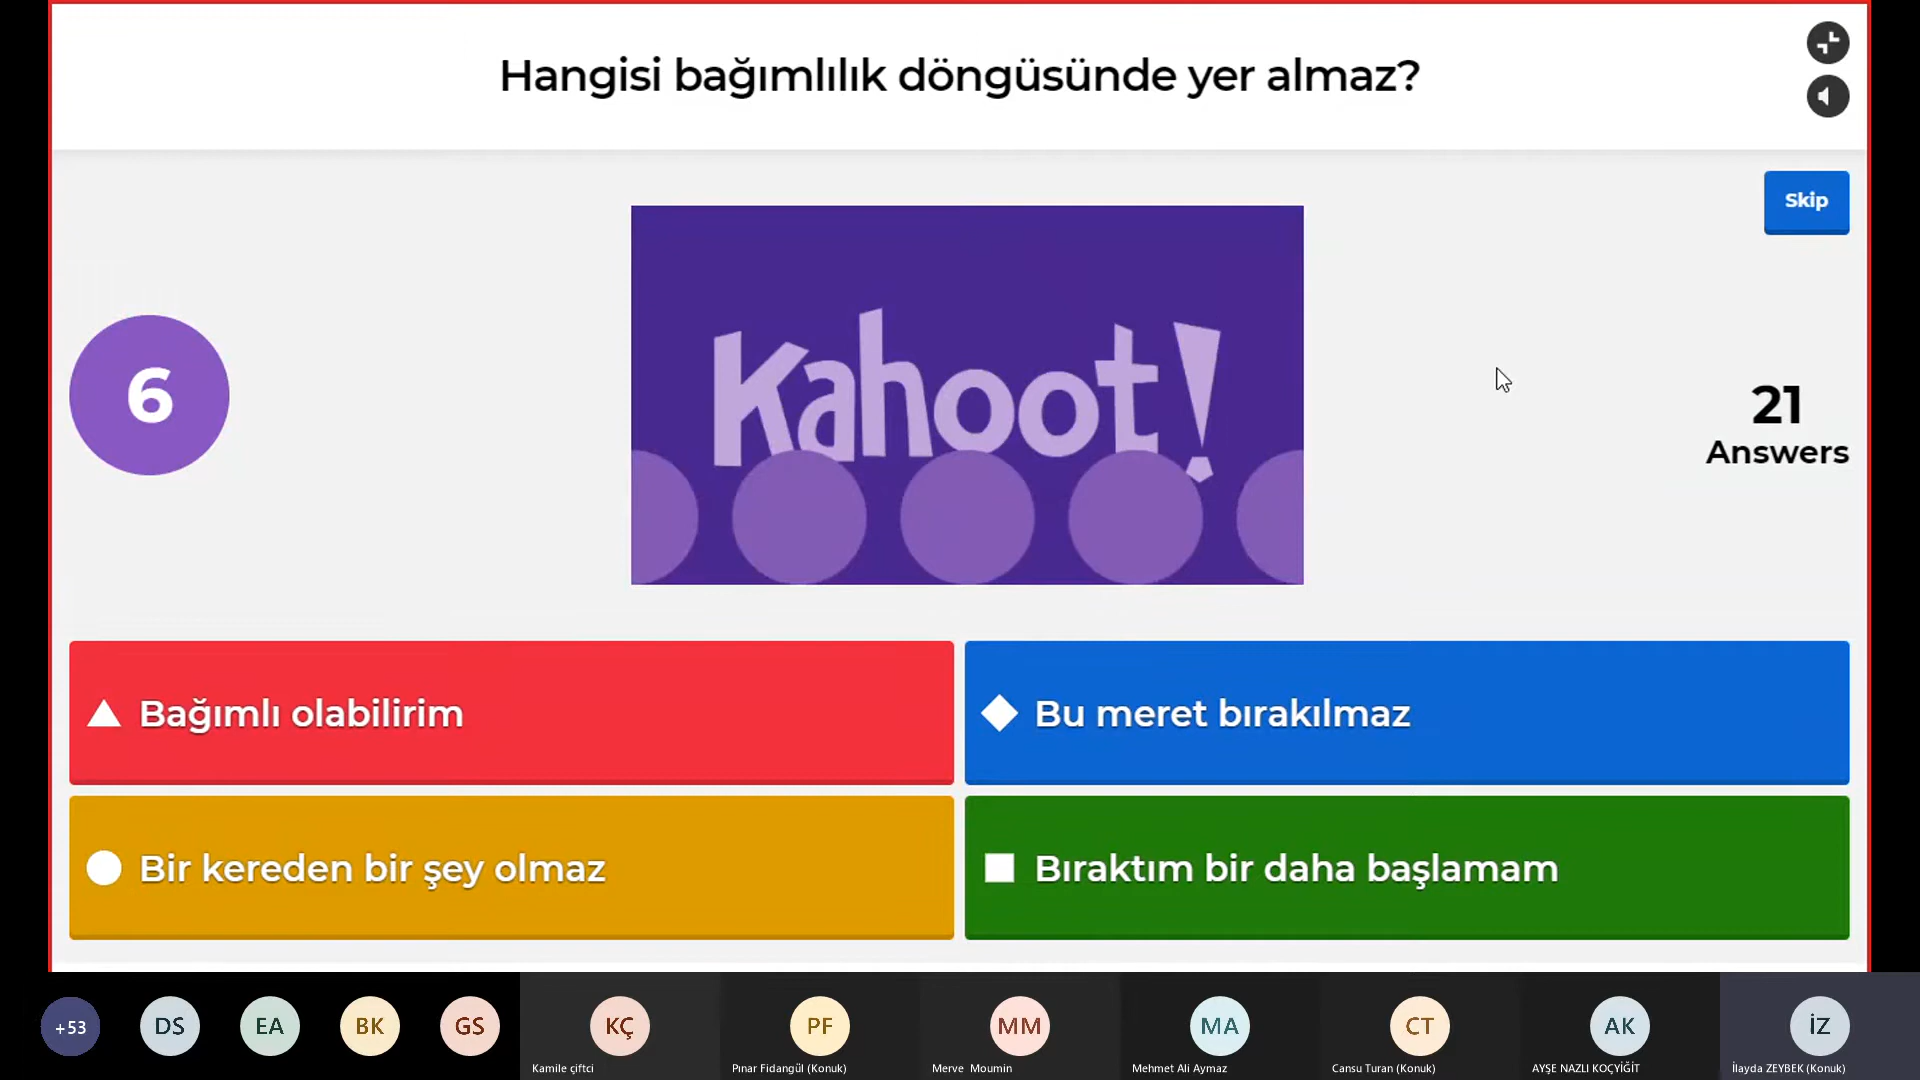 Hangisi bağımlılık döngüsünde yer almaz?
Skip
6
Kahoot!
21
Answers
Bağımlı olabilirim
Bu meret bırakılmaz
Bir kereden bir şey olmaz
Bıraktım bir daha başlamam
+53
DS
EA
BK
GS
KÇ
PF
MM
MA
CT
AK
İZ
Kamile çiftci
Pınar Fidangül (Konuk)
Merve Moumin
Mehmet Ali Aymaz
Cansu Turan (Konuk)
AYŞE NAZLI KOÇYİĞİT
İlayda ZEYBEK (Konuk)